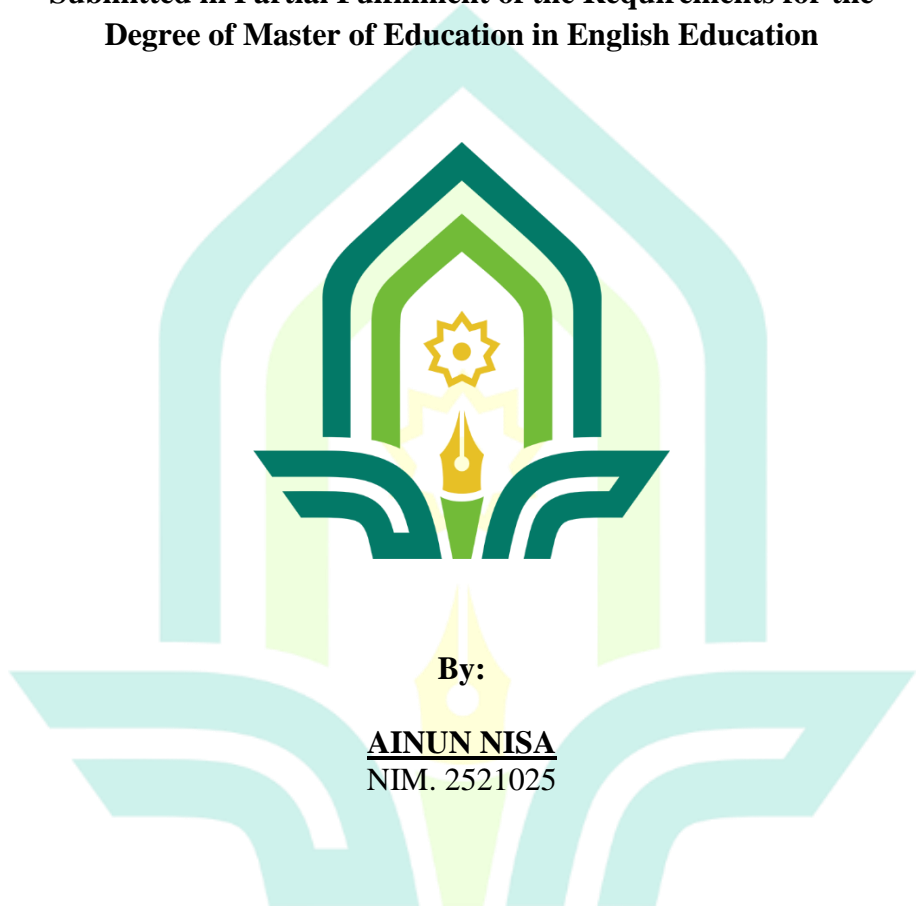 Submitted in Partial Fulfillment of the Requirements for the
Degree of Master of Education in English Education
By:
AINUN NISA
NIM. 2521025